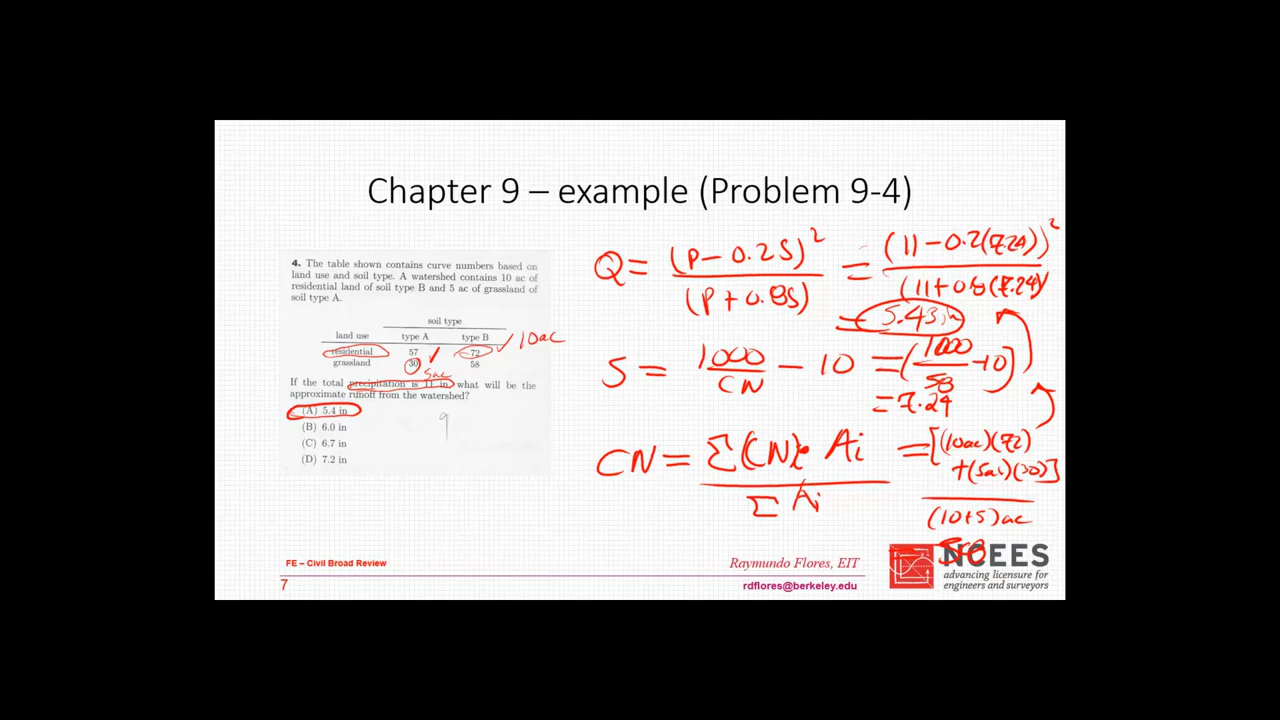 Chapter 9 – example (Problem 9-4)
4. The table shown contains curve numbers based on
land use and soil type. A watershed contains 10 ac of
residential land of soil type B and 5 ac of grassland of
soil type A.
soil type
land use type A type B
residential 57 72 10ac
grassland 30 58
5ac
If the total precipitation is 11 in, what will be the
approximate runoff from the watershed?
(A) 5.4 in
(B) 6.0 in
(C) 6.7 in
(D) 7.2 in
9
Q = (P - 0.2S)² / (P + 0.8S) = (11 - 0.2(7.24))² / (11 + 0.8(7.24))
= 5.43in
S = 1000 / CN - 10 = (1000 / 58 - 10)
= 7.24
CN = Σ(CN)i Ai / ΣAi = [(10ac)(72)
+ (5ac)(30)]
(10+5)ac
NCEES
advancing licensure for
engineers and surveyors
FE – Civil Broad Review
Raymundo Flores, EIT
7
rdflores@berkeley.edu